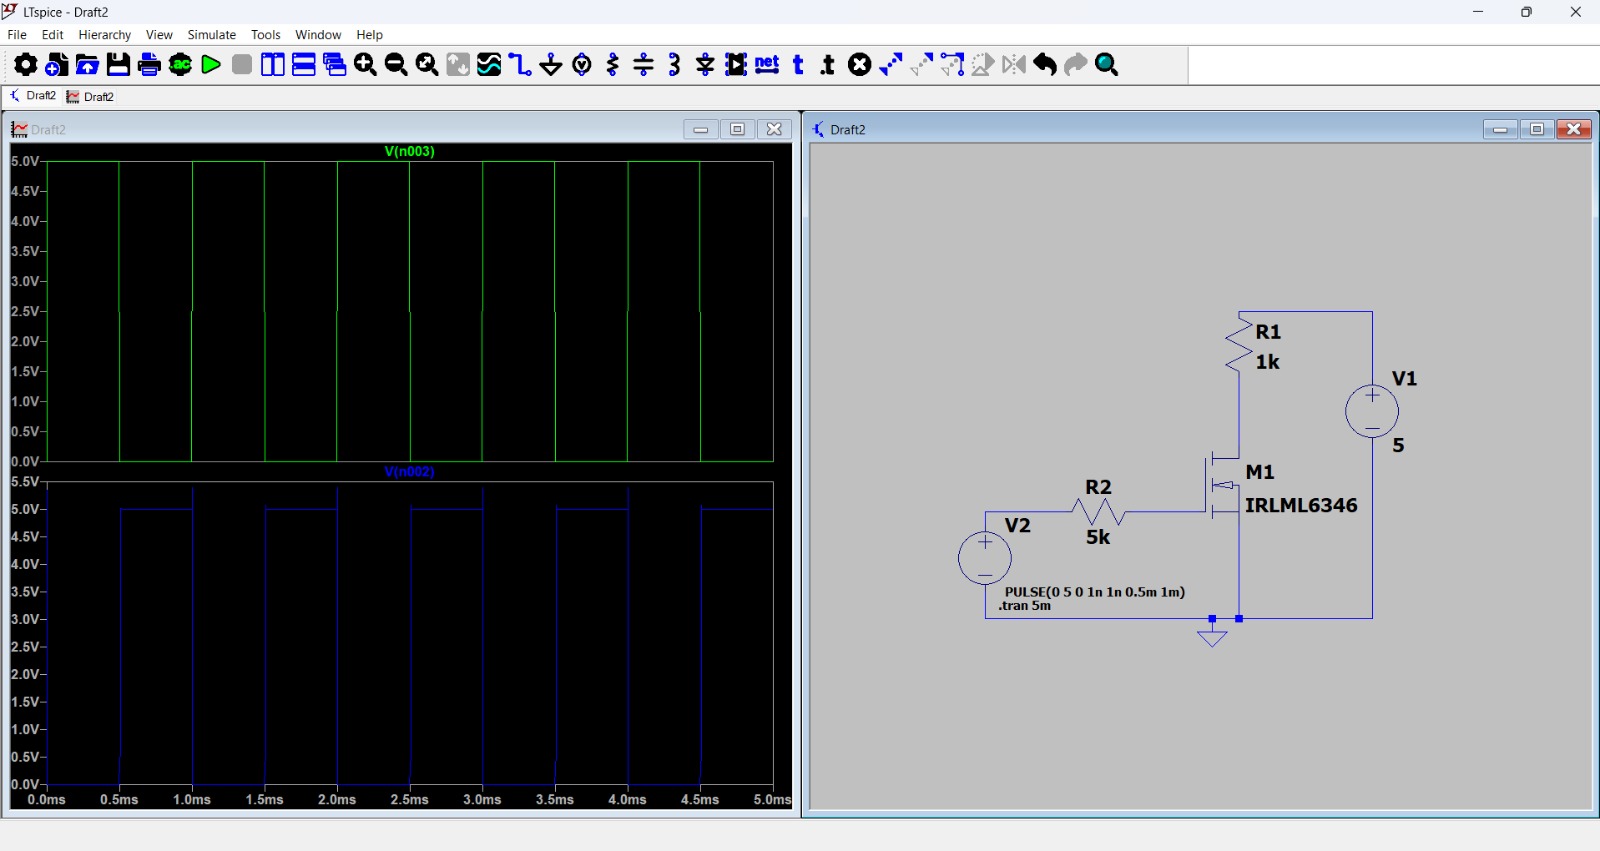 LTspice - Draft2
File Edit Hierarchy View Simulate Tools Window Help
ac net t .t
Draft2 Draft2
Draft2
V(n003)
5.0V
4.5V
4.0V
3.5V
3.0V
2.5V
2.0V
1.5V
1.0V
0.5V
0.0V
V(n002)
5.5V
5.0V
4.5V
4.0V
3.5V
3.0V
2.5V
2.0V
1.5V
1.0V
0.5V
0.0V
0.0ms 0.5ms 1.0ms 1.5ms 2.0ms 2.5ms 3.0ms 3.5ms 4.0ms 4.5ms 5.0ms
Draft2
R1
1k
V1
5
M1
IRLML6346
R2
5k
V2
PULSE(0 5 0 1n 1n 0.5m 1m)
.tran 5m